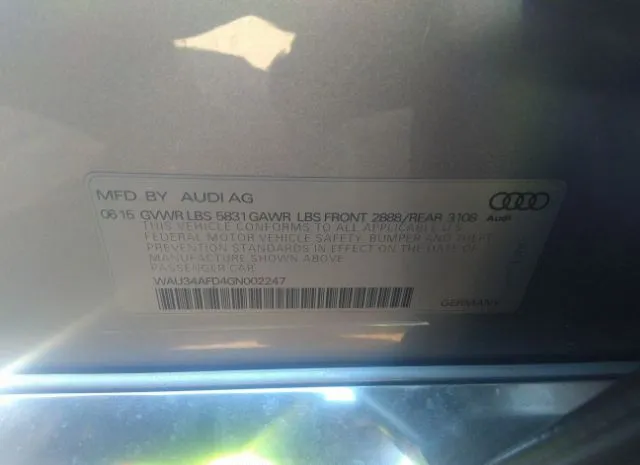 MFD BY AUDI AG
06 15 GVWR LBS 5831 GAWR LBS FRONT 2888/REAR 3108 Audi
THIS VEHICLE CONFORMS TO ALL APPLICABLE U.S.
FEDERAL MOTOR VEHICLE SAFETY, BUMPER AND THEFT
PREVENTION STANDARDS IN EFFECT ON THE DATE OF
MANUFACTURE SHOWN ABOVE
PASSENGER CAR
WAU34AFD4GN002247
GERMANY